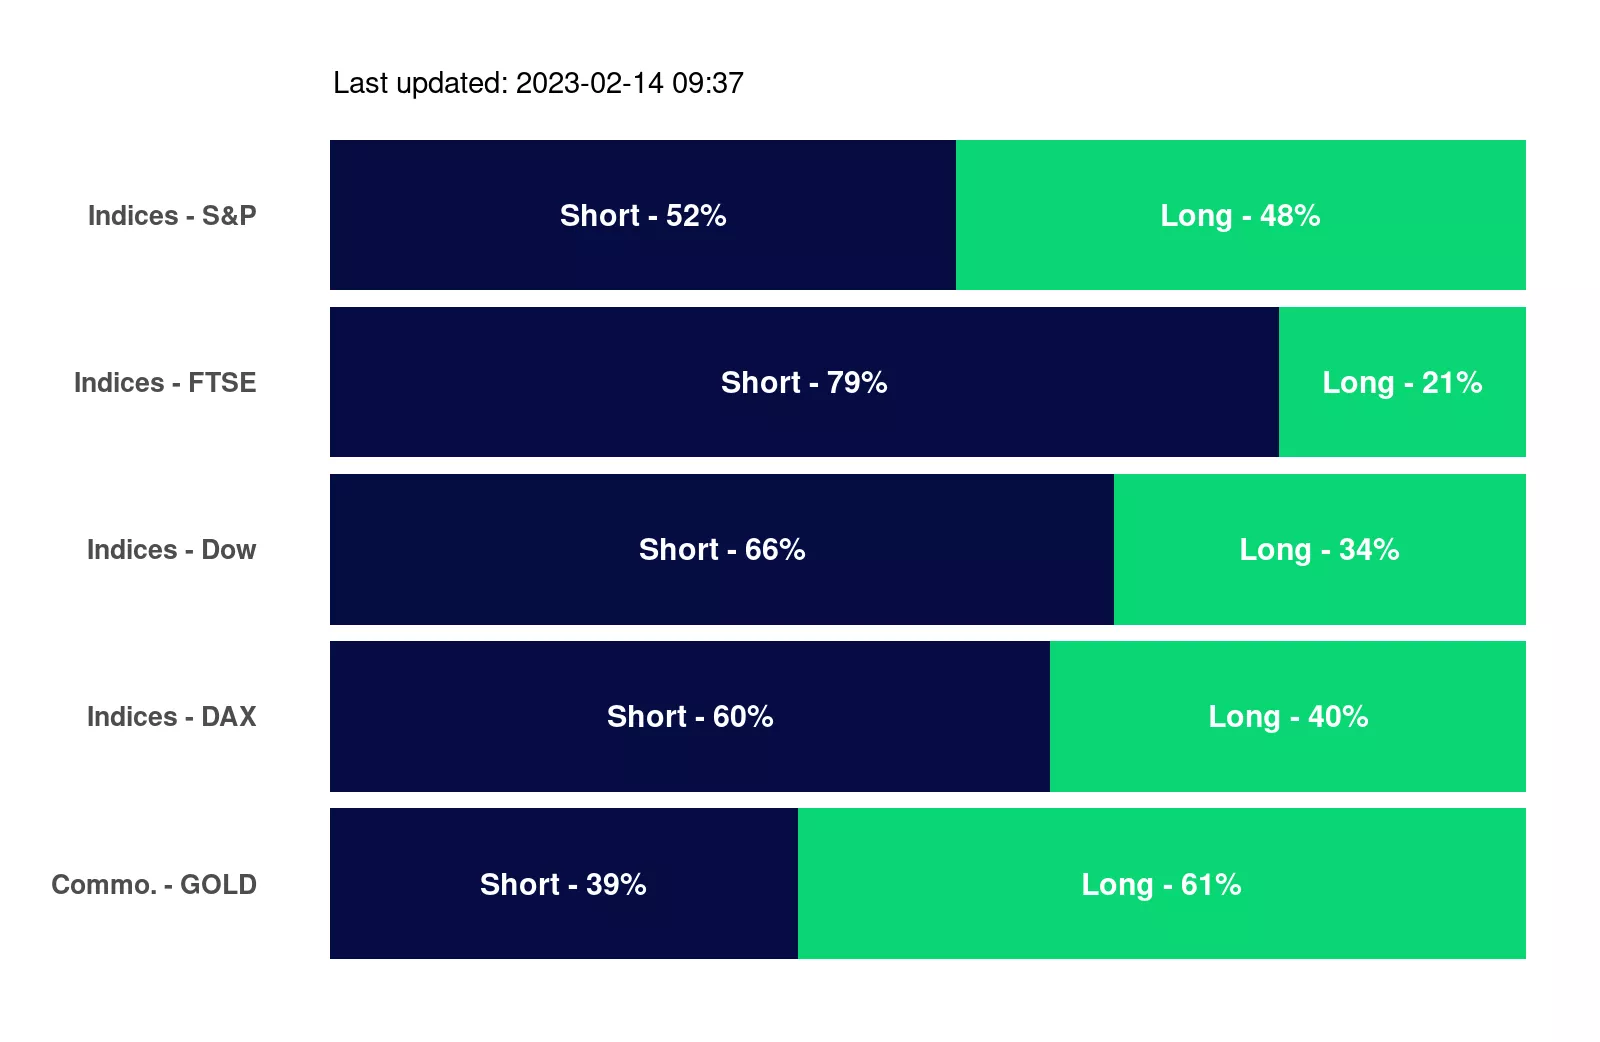 Last updated: 2023-02-14 09:37
Indices - S&P Short - 52% Long - 48%
Indices - FTSE Short - 79% Long - 21%
Indices - Dow Short - 66% Long - 34%
Indices - DAX Short - 60% Long - 40%
Commo. - GOLD Short - 39% Long - 61%